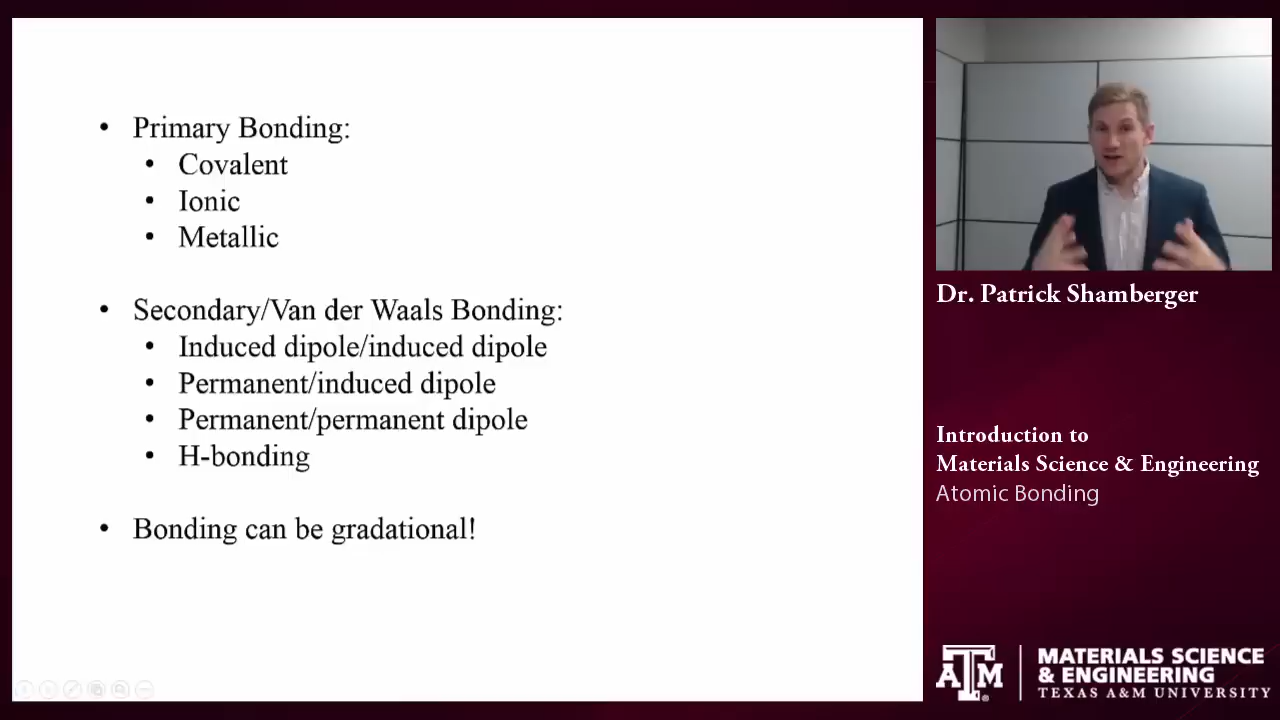 • Primary Bonding:
• Covalent
• Ionic
• Metallic
• Secondary/Van der Waals Bonding:
• Induced dipole/induced dipole
• Permanent/induced dipole
• Permanent/permanent dipole
• H-bonding
• Bonding can be gradational!
Dr. Patrick Shamberger
Introduction to
Materials Science & Engineering
Atomic Bonding
ATM®
MATERIALS SCIENCE
& ENGINEERING
TEXAS A&M UNIVERSITY